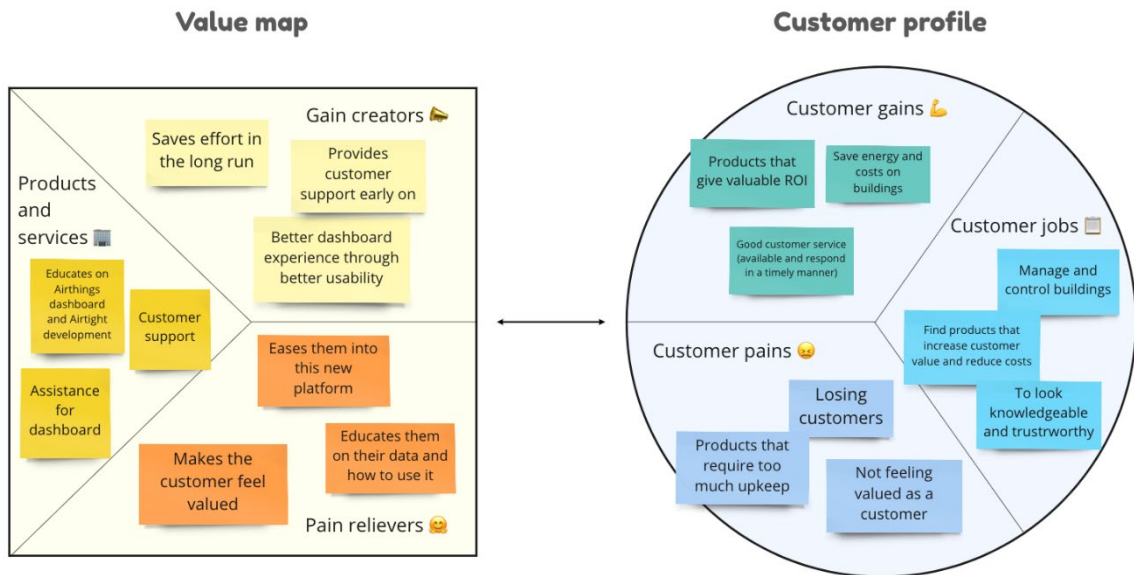 Value map
Gain creators 📣
Saves effort in
the long run
Provides
customer
support early on
Better dashboard
experience through
better usability
Products
and
services 🏢
Educates on
Airthings
dashboard
and Airtight
development
Customer
support
Assistance
for
dashboard
Eases them into
this new
platform
Makes the
customer feel
valued
Educates them
on their data and
how to use it
Pain relievers 🤗
Customer profile
Customer gains 💪
Products that
give valuable ROI
Save energy and
costs on
buildings
Good customer service
(available and respond
in a timely manner)
Customer jobs 📋
Manage and
control buildings
Find products that
increase customer
value and reduce costs
To look
knowledgeable
and trustrworthy
Customer pains 😖
Losing
customers
Products that
require too
much upkeep
Not feeling
valued as a
customer